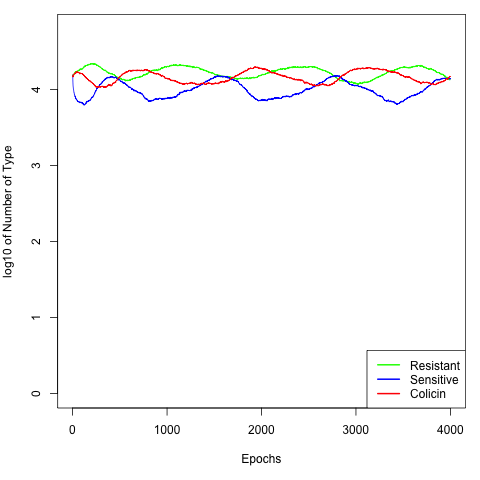 log10 of Number of Type
4
3
2
1
0
Resistant
Sensitive
Colicin
0 1000 2000 3000 4000
Epochs